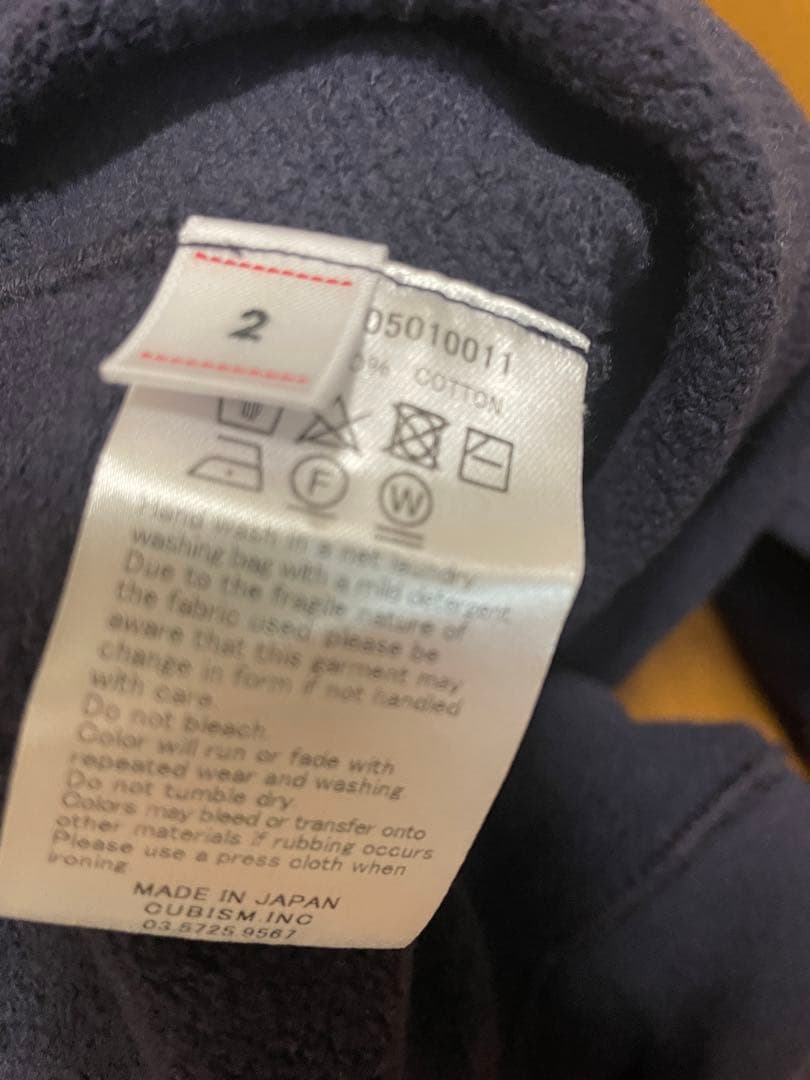 2
05010011
0% COTTON
F
W
Hand wash in a net laundry
washing bag with a mild detergent.
Due to the fragile nature of
the fabric used please be
aware that this garment may
change in form if not handled
with care.
Do not bleach.
Color will run or fade with
repeated wear and washing
Do not tumble dry
Colors may bleed or transfer onto
other materials if rubbing occurs
Please use a press cloth when
ironing
MADE IN JAPAN
CUBISM.INC
03.5725.9567